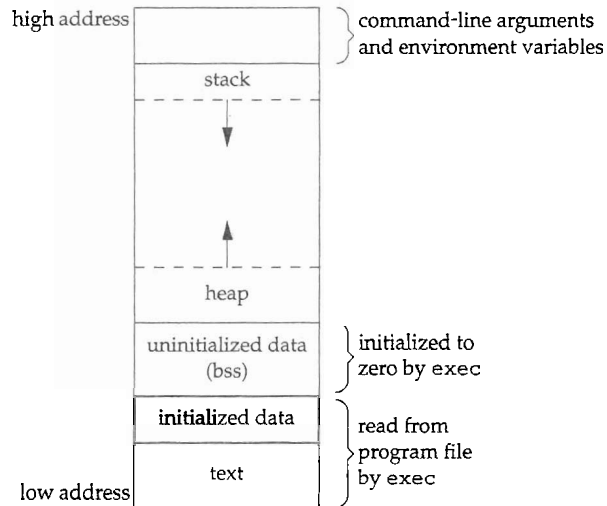 high address
command-line arguments
and environment variables
stack
heap
uninitialized data
(bss)
initialized to
zero by exec
initialized data
read from
program file
by exec
text
low address